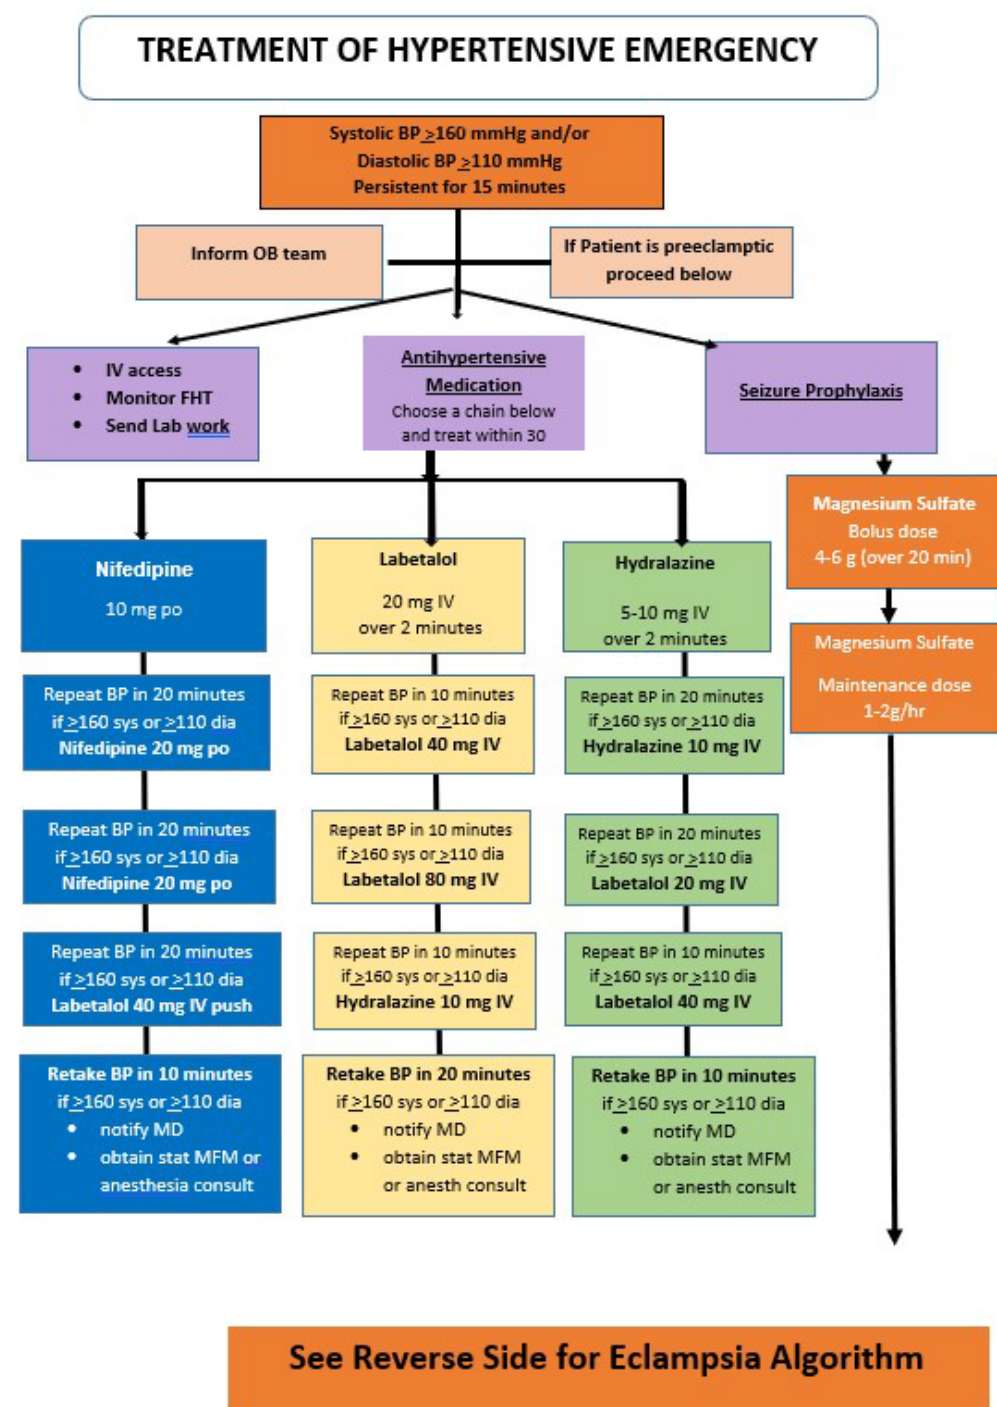 TREATMENT OF HYPERTENSIVE EMERGENCY
Systolic BP ≥160 mmHg and/or
Diastolic BP ≥110 mmHg
Persistent for 15 minutes
Inform OB team
If Patient is preeclamptic
proceed below
• IV access
• Monitor FHT
• Send Lab work
Antihypertensive
Medication
Choose a chain below
and treat within 30
Seizure Prophylaxis
Magnesium Sulfate
Bolus dose
4-6 g (over 20 min)
Magnesium Sulfate
Maintenance dose
1-2g/hr
Nifedipine
10 mg po
Repeat BP in 20 minutes
if ≥160 sys or ≥110 dia
Nifedipine 20 mg po
Repeat BP in 20 minutes
if ≥160 sys or ≥110 dia
Nifedipine 20 mg po
Repeat BP in 20 minutes
if ≥160 sys or ≥110 dia
Labetalol 40 mg IV push
Retake BP in 10 minutes
if ≥160 sys or ≥110 dia
• notify MD
• obtain stat MFM or
anesthesia consult
Labetalol
20 mg IV
over 2 minutes
Repeat BP in 10 minutes
if ≥160 sys or ≥110 dia
Labetalol 40 mg IV
Repeat BP in 10 minutes
if ≥160 sys or ≥110 dia
Labetalol 80 mg IV
Repeat BP in 10 minutes
if ≥160 sys or ≥110 dia
Hydralazine 10 mg IV
Retake BP in 20 minutes
if ≥160 sys or ≥110 dia
• notify MD
• obtain stat MFM
or anesth consult
Hydralazine
5-10 mg IV
over 2 minutes
Repeat BP in 20 minutes
if ≥160 sys or ≥110 dia
Hydralazine 10 mg IV
Repeat BP in 20 minutes
if ≥160 sys or ≥110 dia
Labetalol 20 mg IV
Repeat BP in 10 minutes
if ≥160 sys or ≥110 dia
Labetalol 40 mg IV
Retake BP in 10 minutes
if ≥160 sys or ≥110 dia
• notify MD
• obtain stat MFM
or anesth consult
See Reverse Side for Eclampsia Algorithm